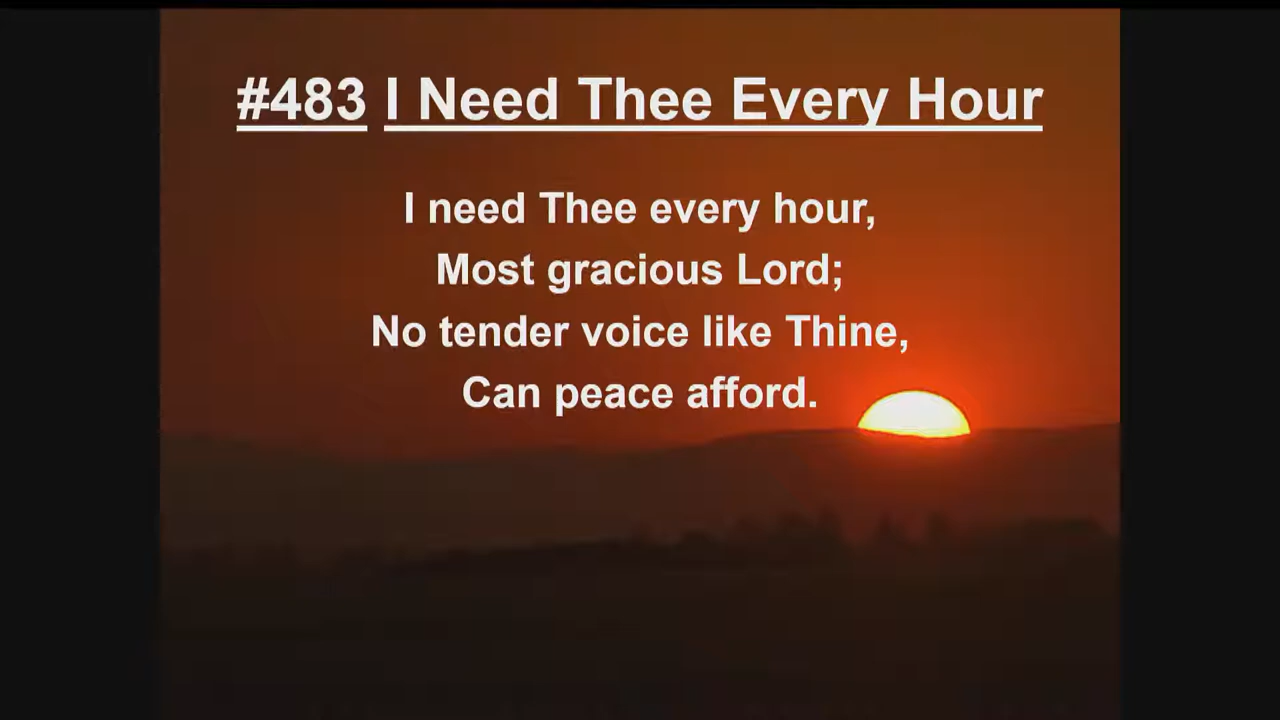 #483 I Need Thee Every Hour
I need Thee every hour,
Most gracious Lord;
No tender voice like Thine,
Can peace afford.